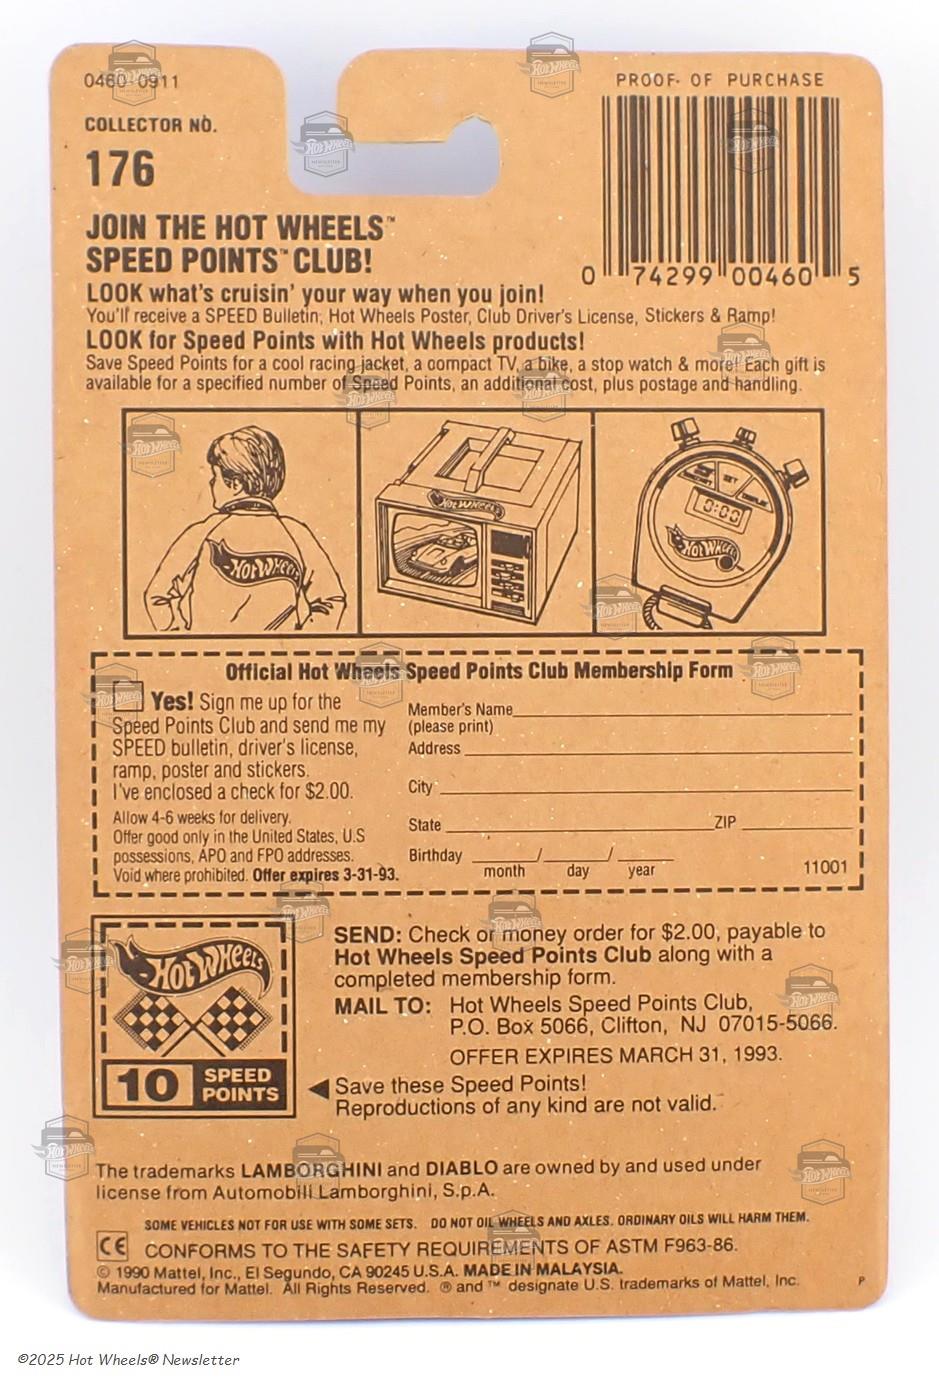 0460-0911
COLLECTOR NO.
176
PROOF OF PURCHASE
0 74299 00460 5
JOIN THE HOT WHEELS™
SPEED POINTS™ CLUB!
LOOK what's cruisin' your way when you join!
You'll receive a SPEED Bulletin, Hot Wheels Poster, Club Driver's License, Stickers & Ramp!
LOOK for Speed Points with Hot Wheels products!
Save Speed Points for a cool racing jacket, a compact TV, a bike, a stop watch & more! Each gift is
available for a specified number of Speed Points, an additional cost, plus postage and handling.
HOT WHEELS
HOT WHEELS
SET
0:00
HOT WHEELS
Official Hot Wheels Speed Points Club Membership Form
Yes! Sign me up for the
Speed Points Club and send me my
SPEED bulletin, driver's license,
ramp, poster and stickers.
I've enclosed a check for $2.00.
Allow 4-6 weeks for delivery.
Offer good only in the United States, U.S
possessions, APO and FPO addresses.
Void where prohibited. Offer expires 3-31-93.
Member's Name
(please print)
Address
City
State ZIP
Birthday / /
month day year
11001
HOT WHEELS
10 SPEED POINTS
SEND: Check or money order for $2.00, payable to
Hot Wheels Speed Points Club along with a
completed membership form.
MAIL TO: Hot Wheels Speed Points Club,
P.O. Box 5066, Clifton, NJ 07015-5066.
OFFER EXPIRES MARCH 31, 1993.
Save these Speed Points!
Reproductions of any kind are not valid.
The trademarks LAMBORGHINI and DIABLO are owned by and used under
license from Automobili Lamborghini, S.p.A.
SOME VEHICLES NOT FOR USE WITH SOME SETS. DO NOT OIL WHEELS AND AXLES. ORDINARY OILS WILL HARM THEM.
CE CONFORMS TO THE SAFETY REQUIREMENTS OF ASTM F963-86.
© 1990 Mattel, Inc., El Segundo, CA 90245 U.S.A. MADE IN MALAYSIA.
Manufactured for Mattel. All Rights Reserved. ® and ™ designate U.S. trademarks of Mattel, Inc.
P
©2025 Hot Wheels® Newsletter